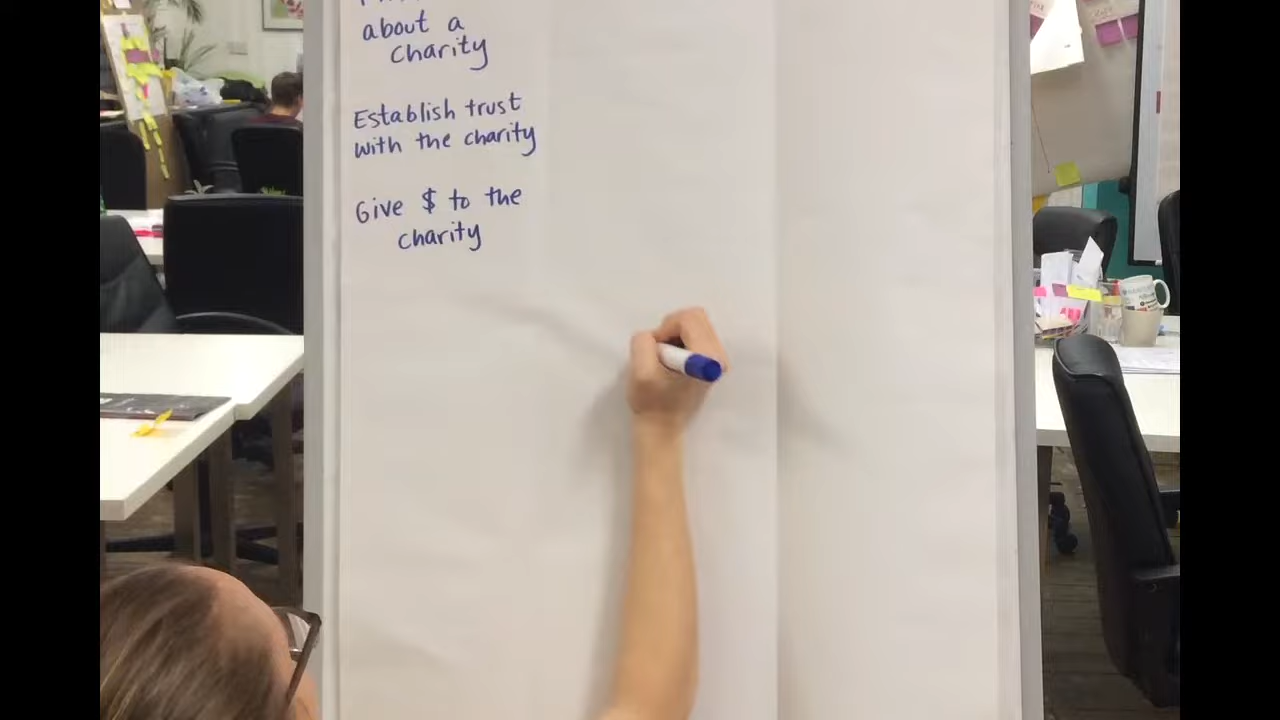 about a
charity
Establish trust
with the charity
Give $ to the
charity